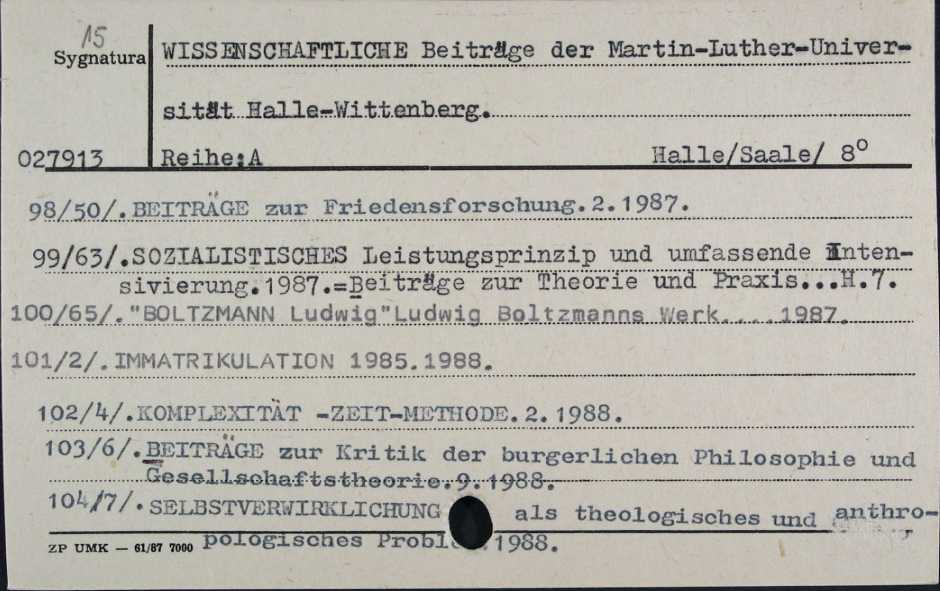 15
Sygnatura
WISSENSCHAFTLICHE Beiträge der Martin-Luther-Univer-
sität Halle-Wittenberg.
027913 Reihe:A Halle/Saale/ 8°
98/50/.BEITRÄGE zur Friedensforschung.2.1987.
99/63/.SOZIALISTISCHES Leistungsprinzip und umfassende Inten-
sivierung.1987.=Beiträge zur Theorie und Praxis...H.7.
100/65/."BOLTZMANN Ludwig"Ludwig Boltzmanns Werk....1987.
101/2/.IMMATRIKULATION 1985.1988.
102/4/.KOMPLEXITÄT -ZEIT-METHODE.2.1988.
103/6/.BEITRÄGE zur Kritik der burgerlichen Philosophie und
Gesellschaftstheorie.9.1988.
104/7/.SELBSTVERWIRKLICHUNG als theologisches und anthro-
pologisches 1988.
ZP UMK — 61/87 7000